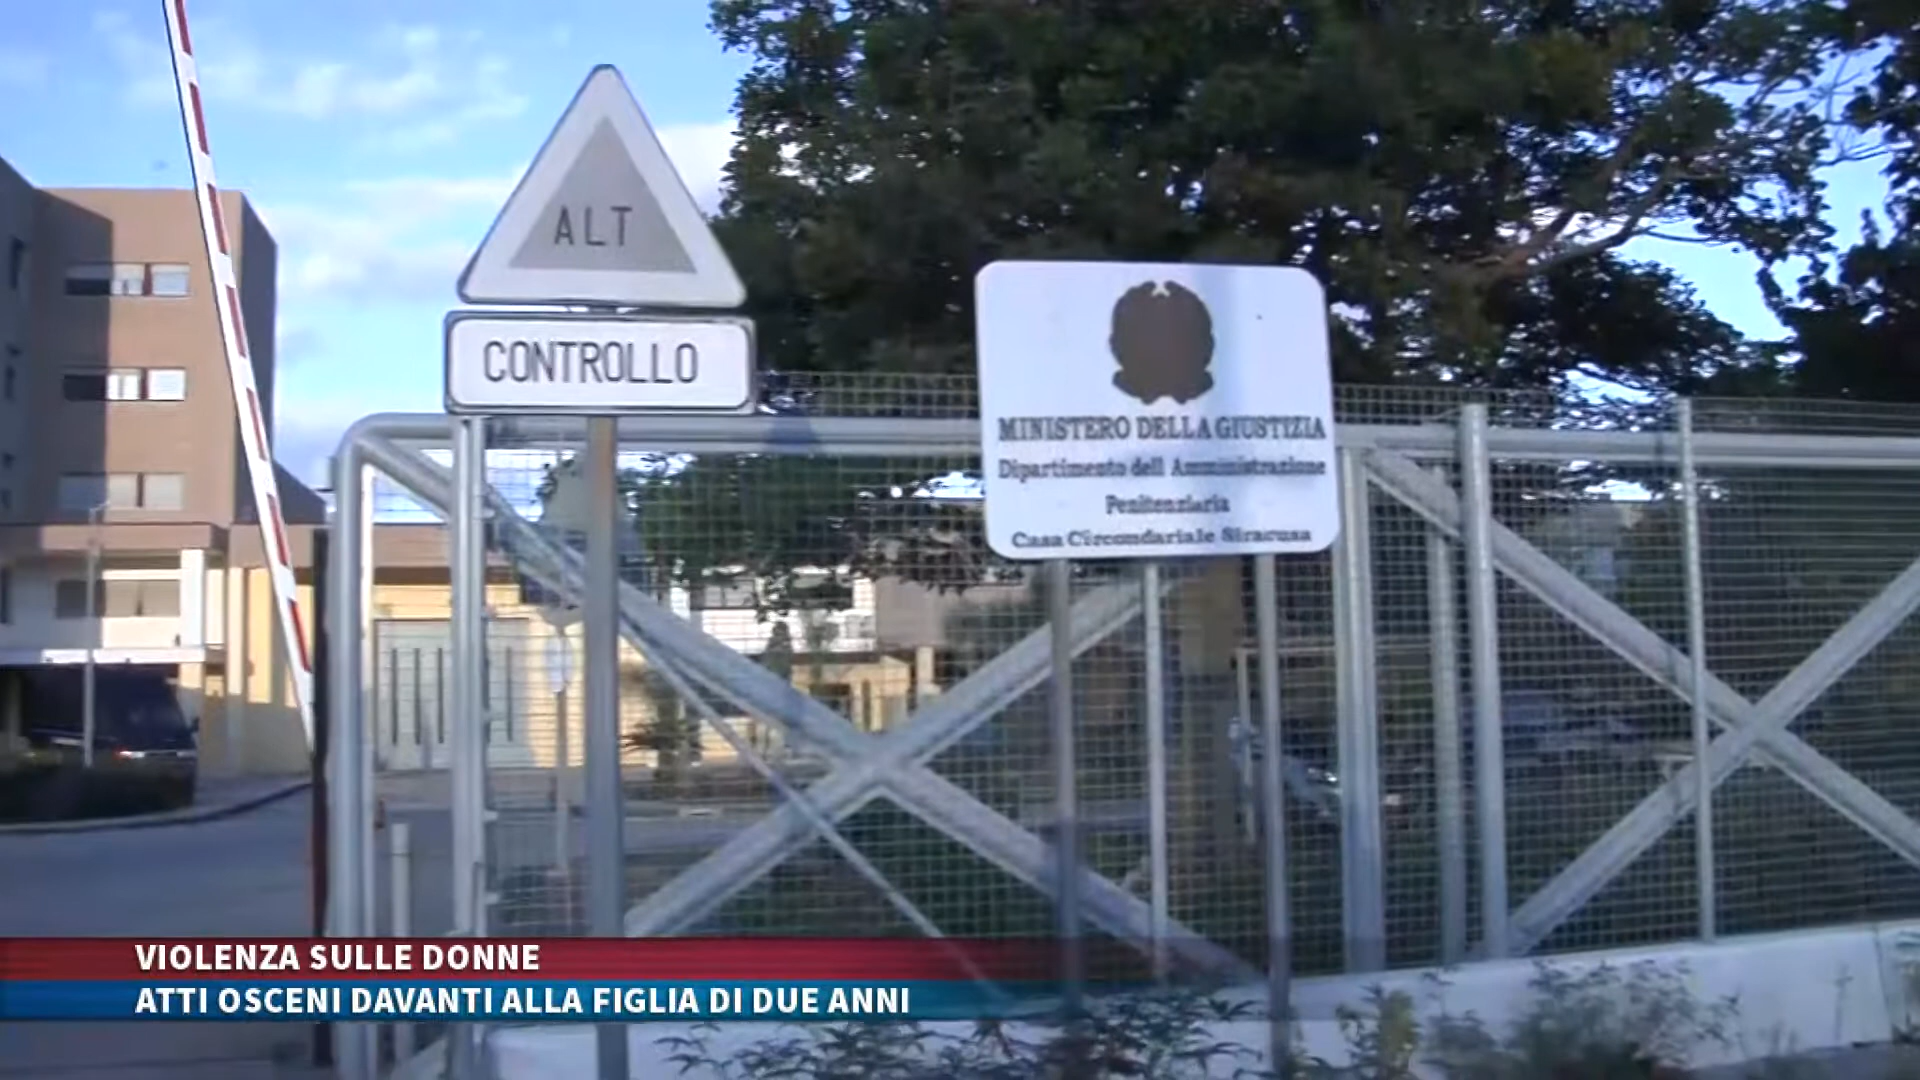 ALT
CONTROLLO
MINISTERO DELLA GIUSTIZIA
Dipartimento dell Amministrazione
Penitenziaria
Casa Circondariale Siracusa
VIOLENZA SULLE DONNE
ATTI OSCENI DAVANTI ALLA FIGLIA DI DUE ANNI